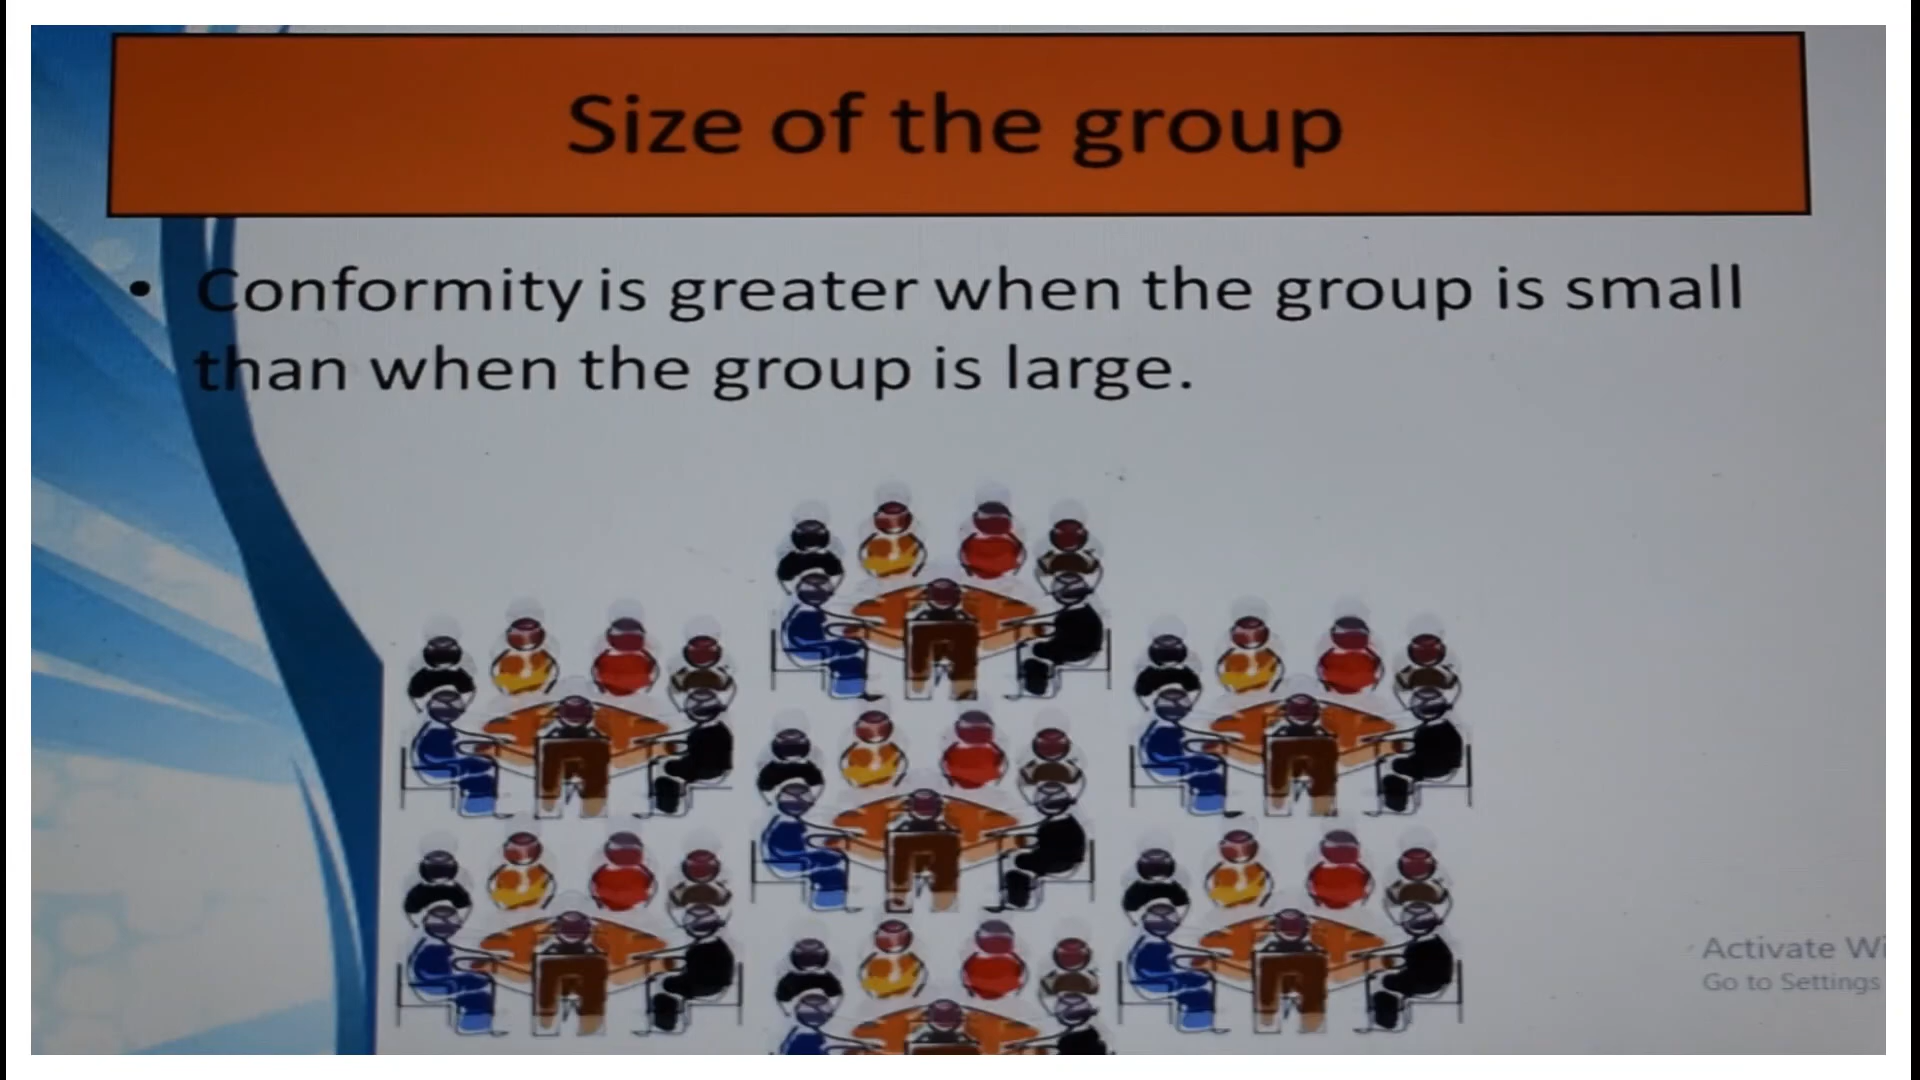 Size of the group
• Conformity is greater when the group is small
than when the group is large.
Activate Wi
Go to Settings